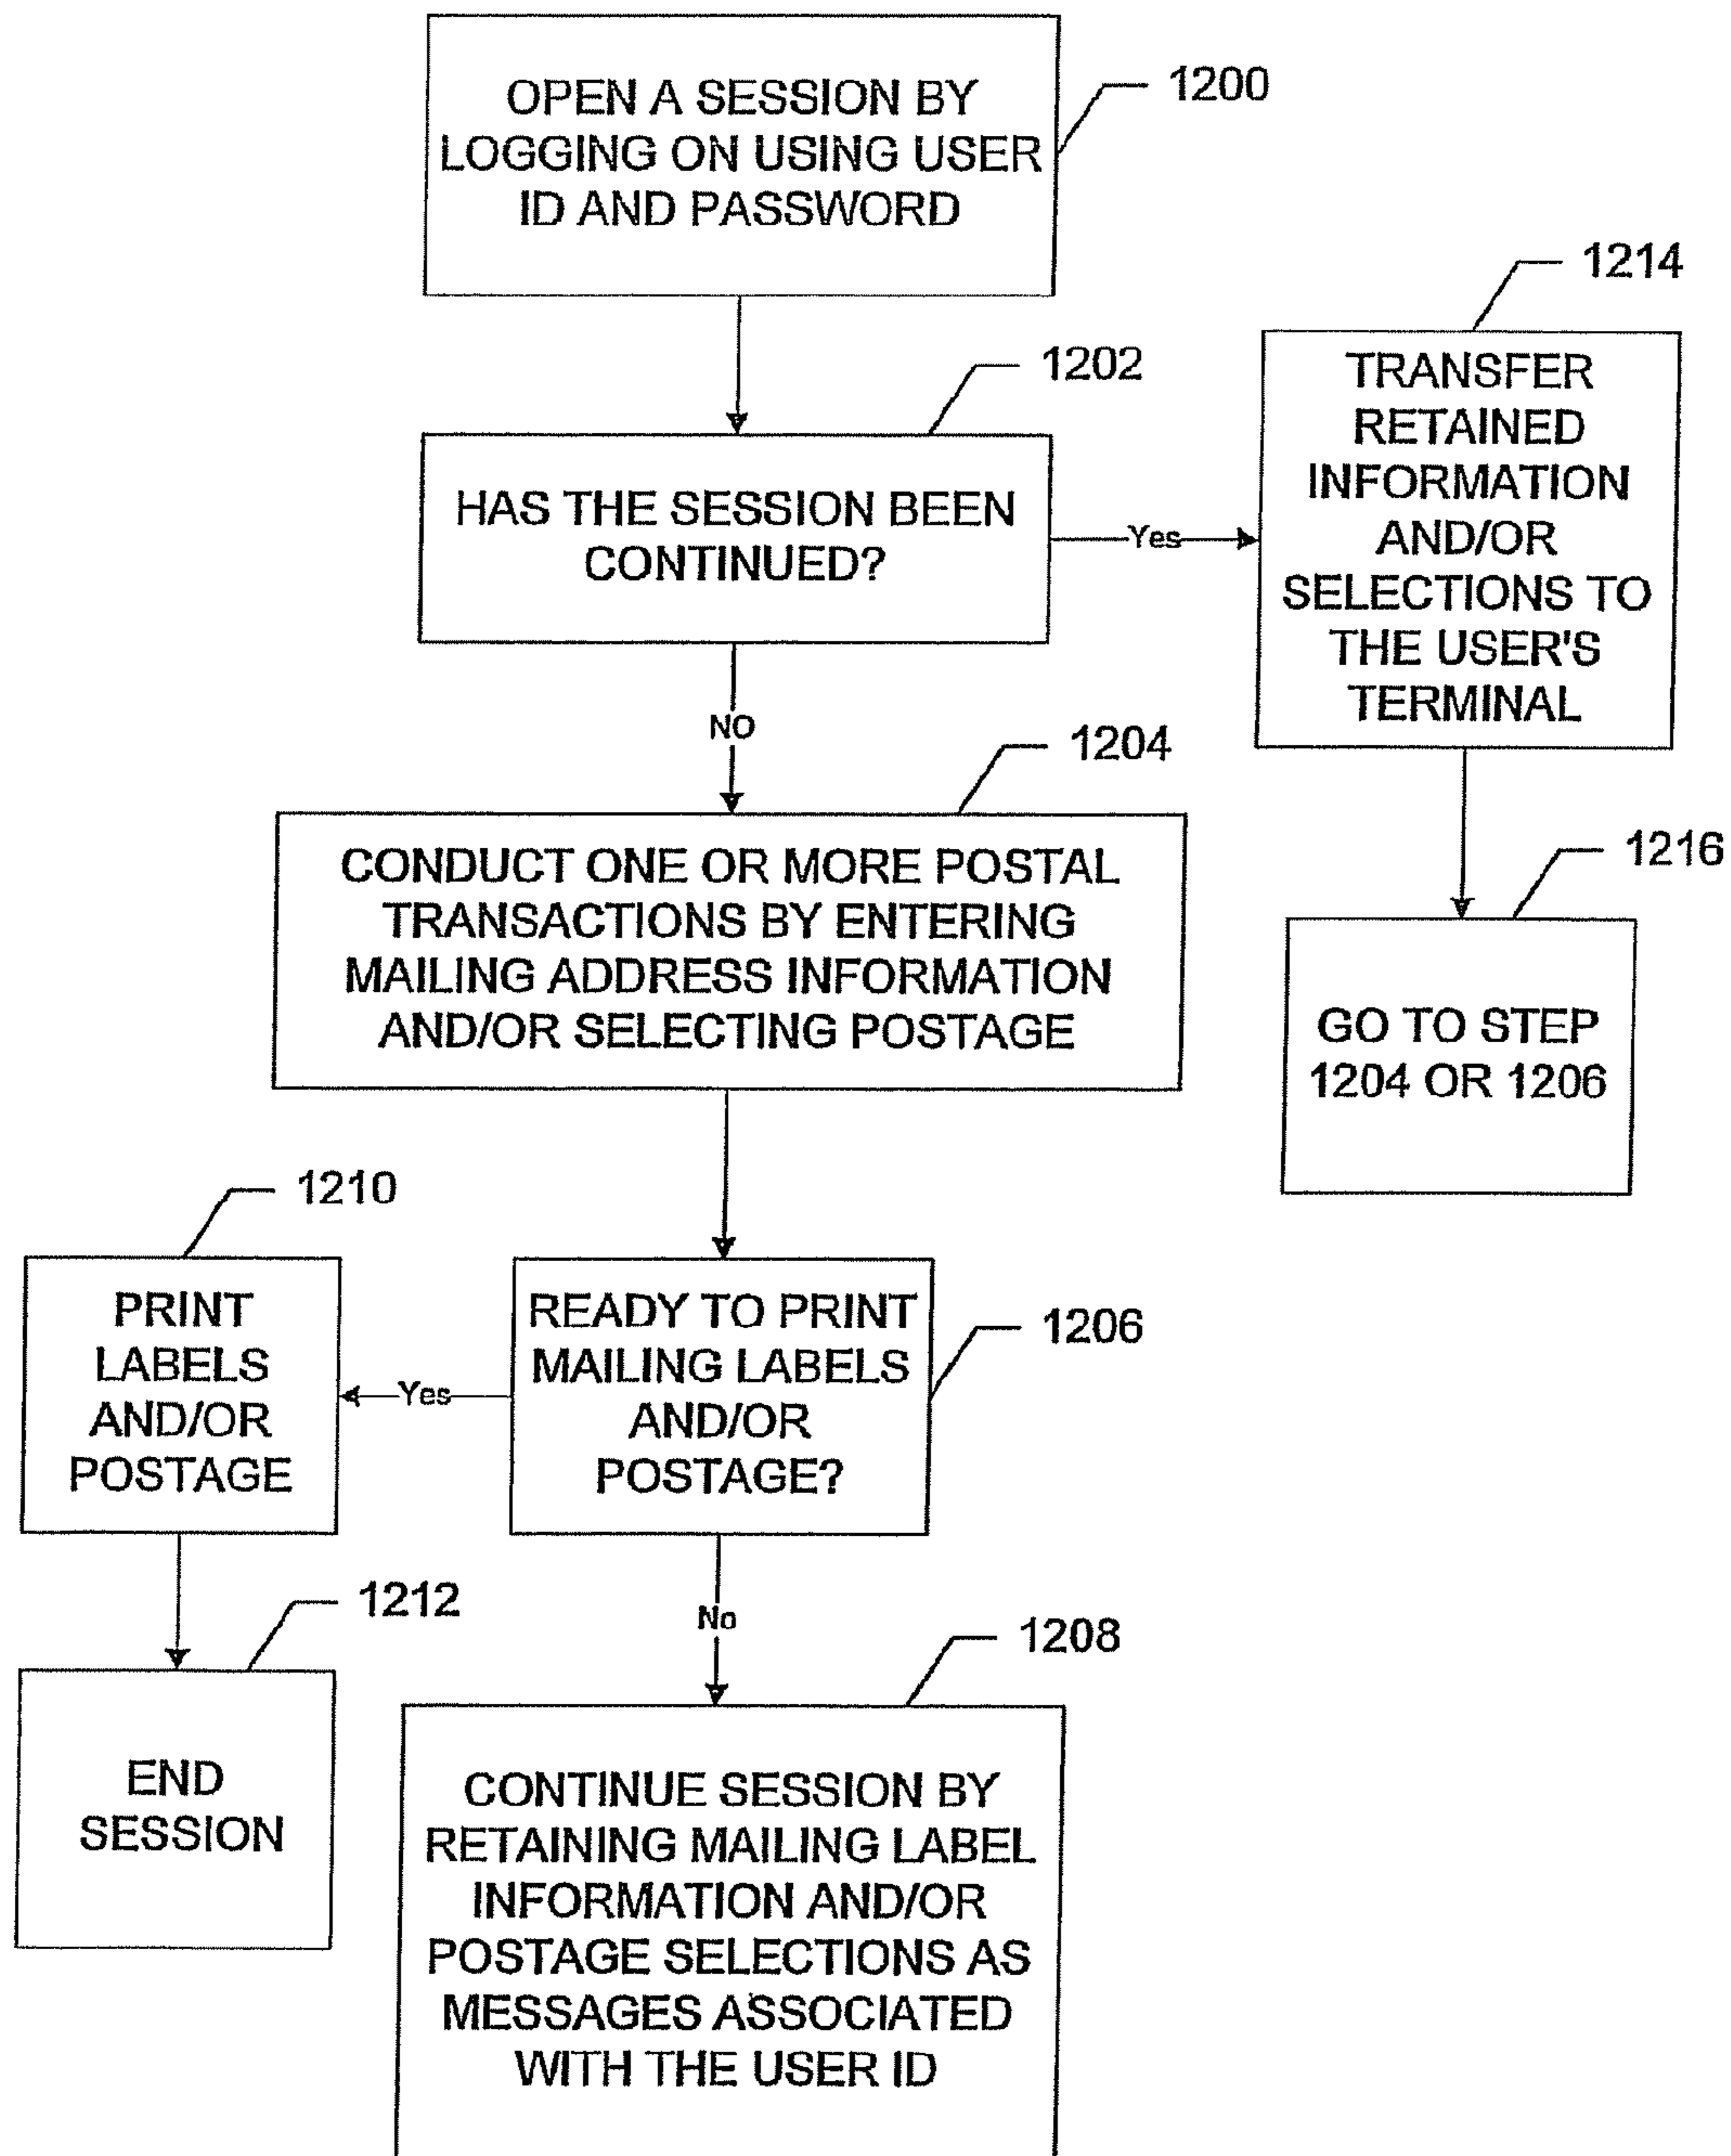 OPEN A SESSION BY
LOGGING ON USING USER
ID AND PASSWORD
1200
1214
TRANSFER
RETAINED
INFORMATION
AND/OR
SELECTIONS TO
THE USER'S
TERMINAL
1202
HAS THE SESSION BEEN
CONTINUED?
Yes
NO
1204
CONDUCT ONE OR MORE POSTAL
TRANSACTIONS BY ENTERING
MAILING ADDRESS INFORMATION
AND/OR SELECTING POSTAGE
1216
GO TO STEP
1204 OR 1206
1210
PRINT
LABELS
AND/OR
POSTAGE
Yes
READY TO PRINT
MAILING LABELS
AND/OR
POSTAGE?
1206
1212
END
SESSION
No
1208
CONTINUE SESSION BY
RETAINING MAILING LABEL
INFORMATION AND/OR
POSTAGE SELECTIONS AS
MESSAGES ASSOCIATED
WITH THE USER ID